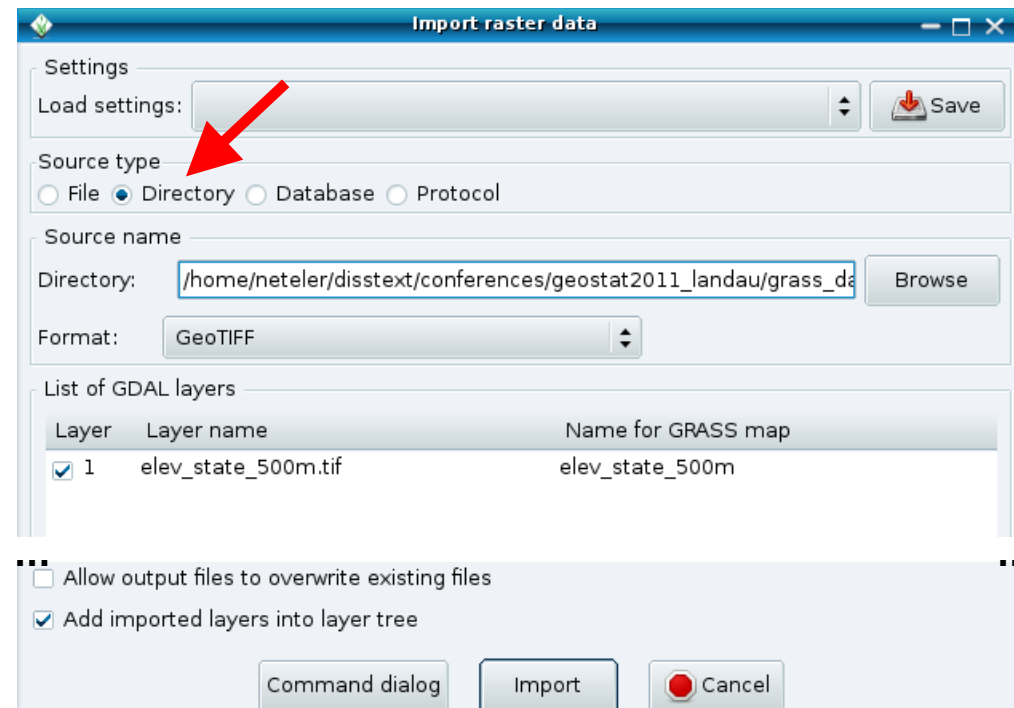 Import raster data
Settings
Load settings: Save
Source type
File Directory Database Protocol
Source name
Directory: /home/neteler/disstext/conferences/geostat2011_landau/grass_da Browse
Format: GeoTIFF
List of GDAL layers
Layer Layer name Name for GRASS map
1 elev_state_500m.tif elev_state_500m
Allow output files to overwrite existing files
Add imported layers into layer tree
Command dialog Import Cancel